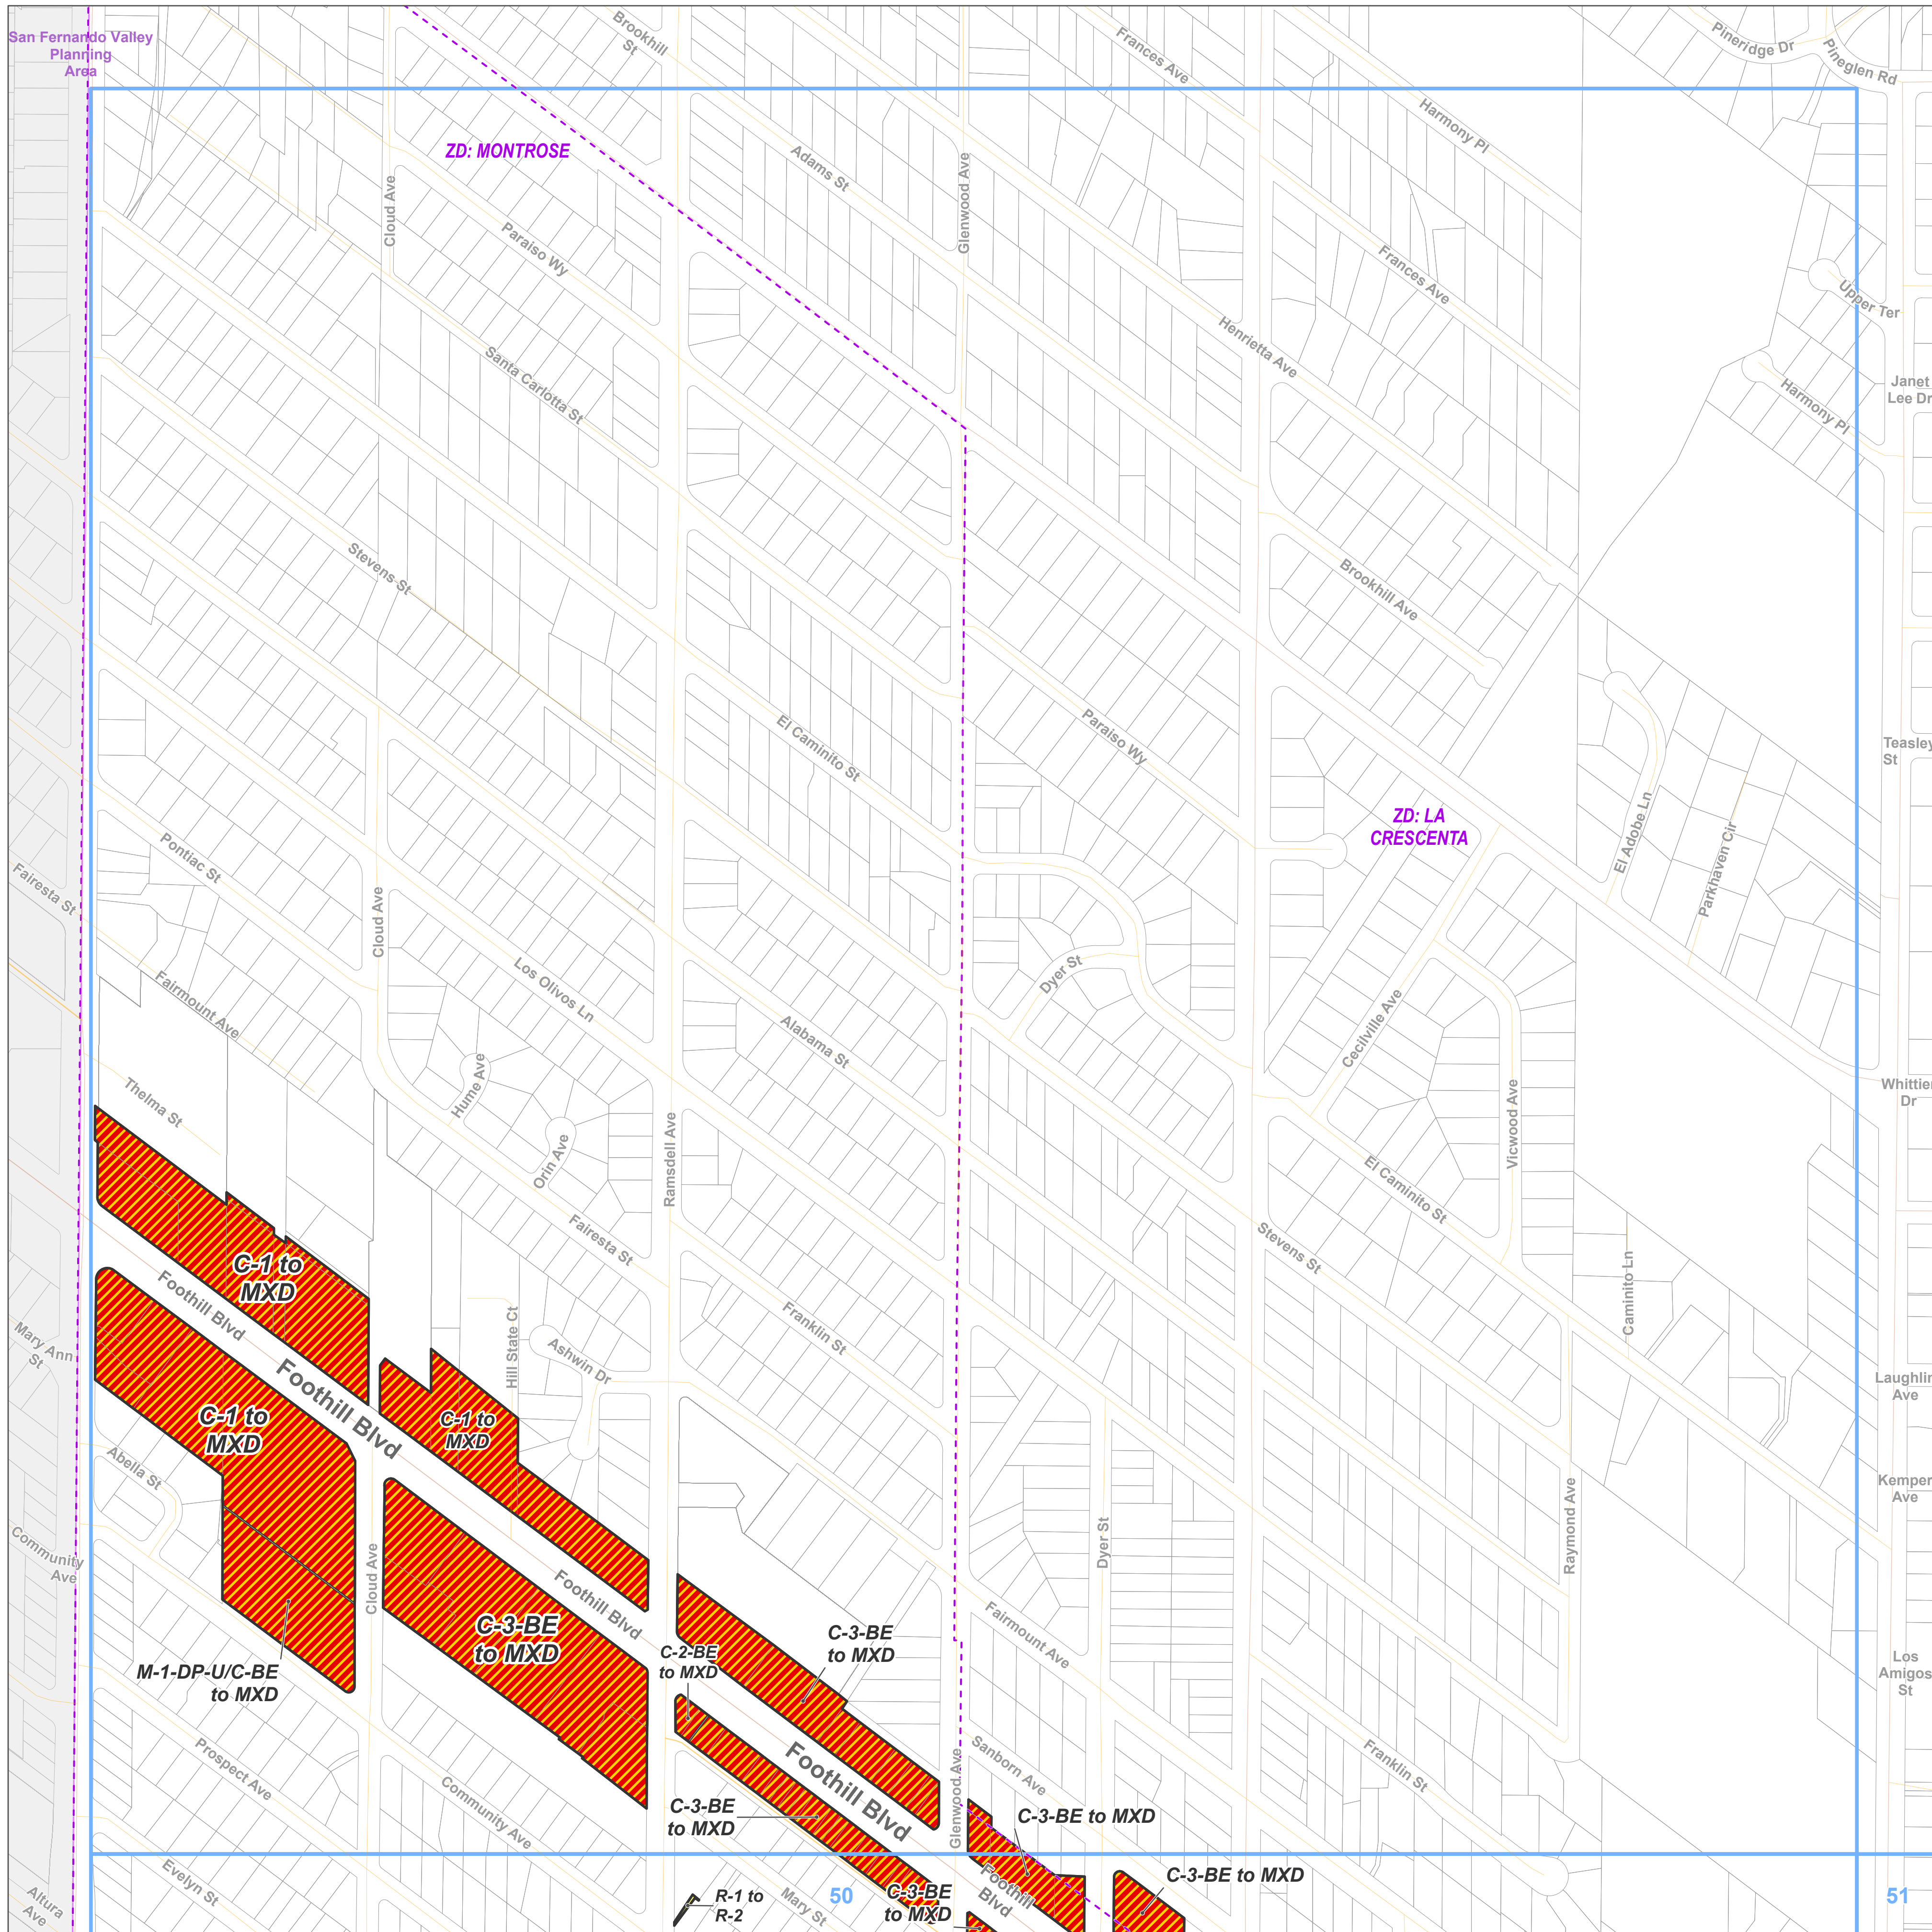 San Fernando Valley
Planning
Area
Brookhill
St
Frances Ave
Pineridge Dr
Pineglen Rd
Harmony Pl
ZD: MONTROSE
Adams St
Glenwood Ave
Cloud Ave
Paraiso Wy
Frances Ave
Upper Ter
Henrietta Ave
Santa Carlotta St
Janet
Lee Dr
Harmony Pl
Stevens St
Brookhill Ave
El Caminito St
Paraiso Wy
Teasley
St
ZD: LA
CRESCENTA
El Adobe Ln
Parkhaven Cir
Pontiac St
Fairesta St
Cloud Ave
Los Olivos Ln
Dyer St
Fairmount Ave
Alabama St
Cecilville Ave
Hume Ave
Thelma St
Whittier
Dr
Vicwood Ave
Orin Ave
Ramsdell Ave
El Caminito St
Fairesta St
Stevens St
C-1 to
MXD
Foothill Blvd
Caminito Ln
Franklin St
Hill State Ct
Ashwin Dr
Mary Ann
St
Foothill Blvd
Laughlin
Ave
C-1 to
MXD
C-1 to
MXD
Abella St
Kemper
Ave
Raymond Ave
Dyer St
Community
Ave
Cloud Ave
Foothill Blvd
C-3-BE
to MXD
Fairmount Ave
C-3-BE
to MXD
C-2-BE
to MXD
M-1-DP-U/C-BE
to MXD
Los
Amigos
St
Prospect Ave
Sanborn Ave
Franklin St
Foothill Blvd
Glenwood Ave
Community Ave
C-3-BE
to MXD
C-3-BE to MXD
C-3-BE to MXD
Foothill
Blvd
Evelyn St
Altura
Ave
R-1 to
R-2
Mary St
50
C-3-BE
to MXD
51